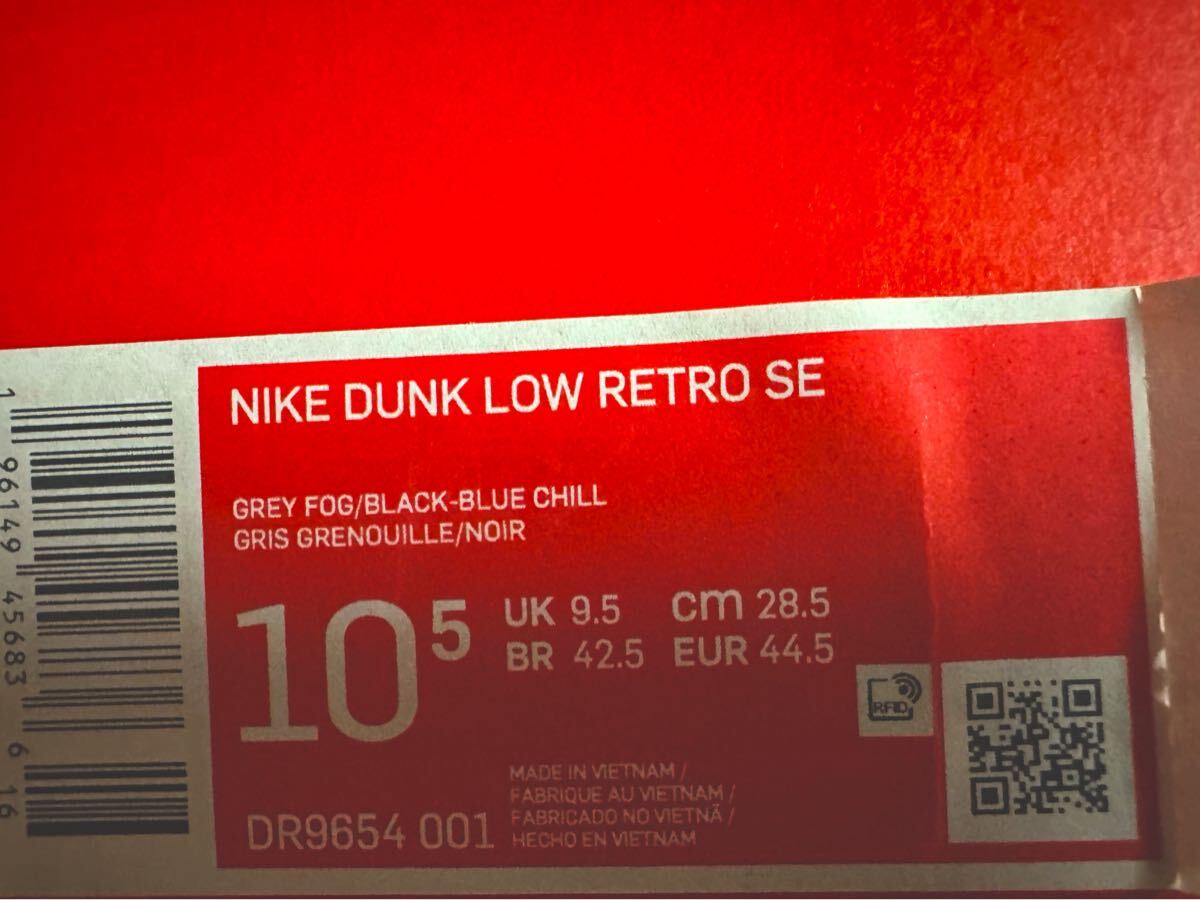 NIKE DUNK LOW RETRO SE
GREY FOG/BLACK-BLUE CHILL
GRIS GRENOUILLE/NOIR
10 5
UK 9.5 cm 28.5
BR 42.5 EUR 44.5
RFID
MADE IN VIETNAM /
FABRIQUE AU VIETNAM /
FABRICADO NO VIETNÃ /
HECHO EN VIETNAM
DR9654 001
1 96149 45683 6 16